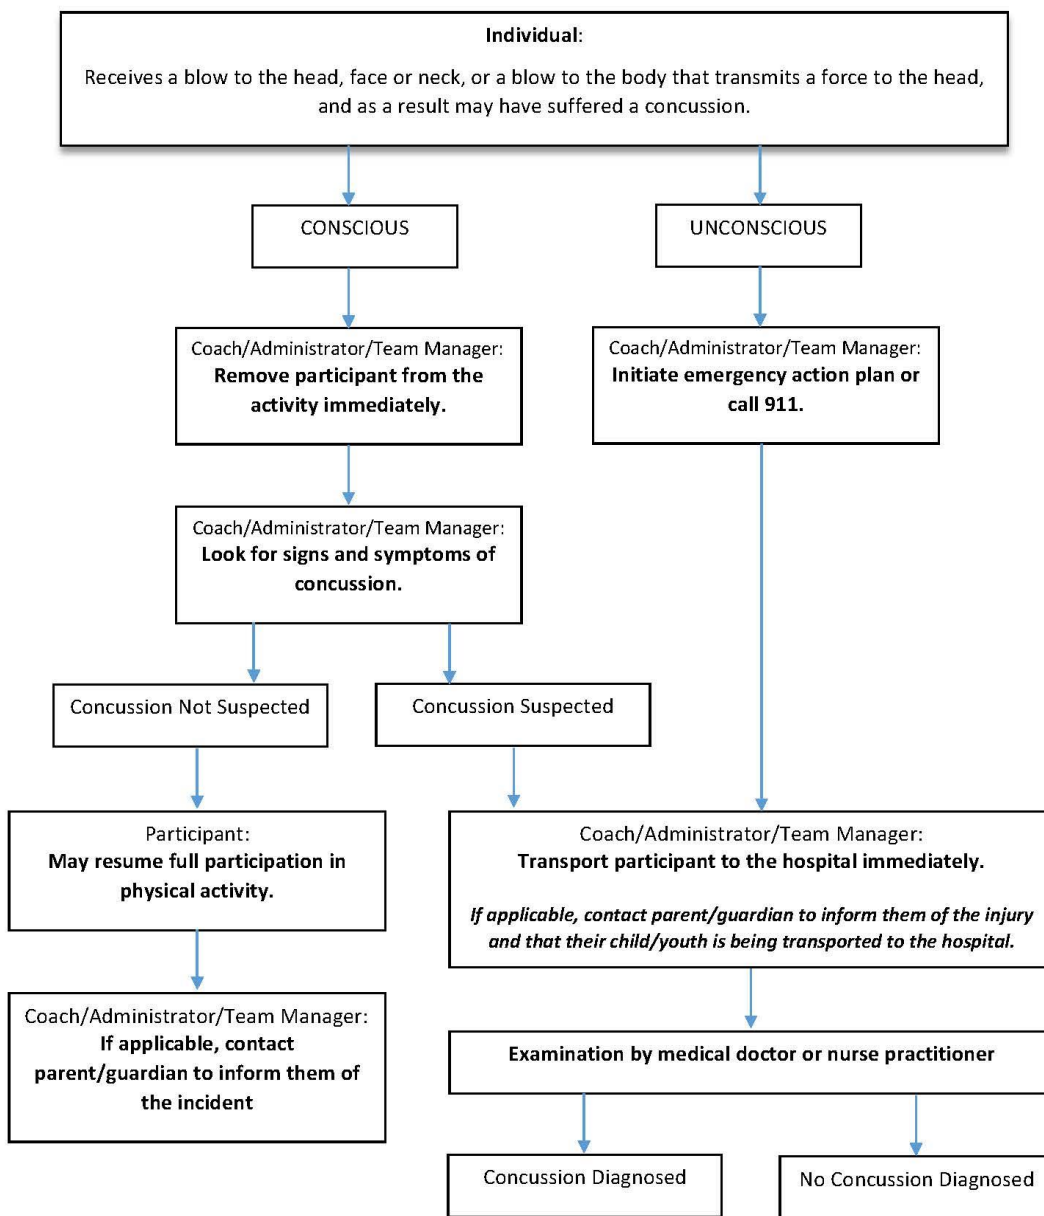 Individual:
Receives a blow to the head, face or neck, or a blow to the body that transmits a force to the head,
and as a result may have suffered a concussion.
CONSCIOUS
UNCONSCIOUS
Coach/Administrator/Team Manager:
Remove participant from the
activity immediately.
Coach/Administrator/Team Manager:
Initiate emergency action plan or
call 911.
Coach/Administrator/Team Manager:
Look for signs and symptoms of
concussion.
Concussion Not Suspected
Concussion Suspected
Participant:
May resume full participation in
physical activity.
Coach/Administrator/Team Manager:
Transport participant to the hospital immediately.
If applicable, contact parent/guardian to inform them of the injury
and that their child/youth is being transported to the hospital.
Coach/Administrator/Team Manager:
If applicable, contact
parent/guardian to inform them of
the incident
Examination by medical doctor or nurse practitioner
Concussion Diagnosed
No Concussion Diagnosed